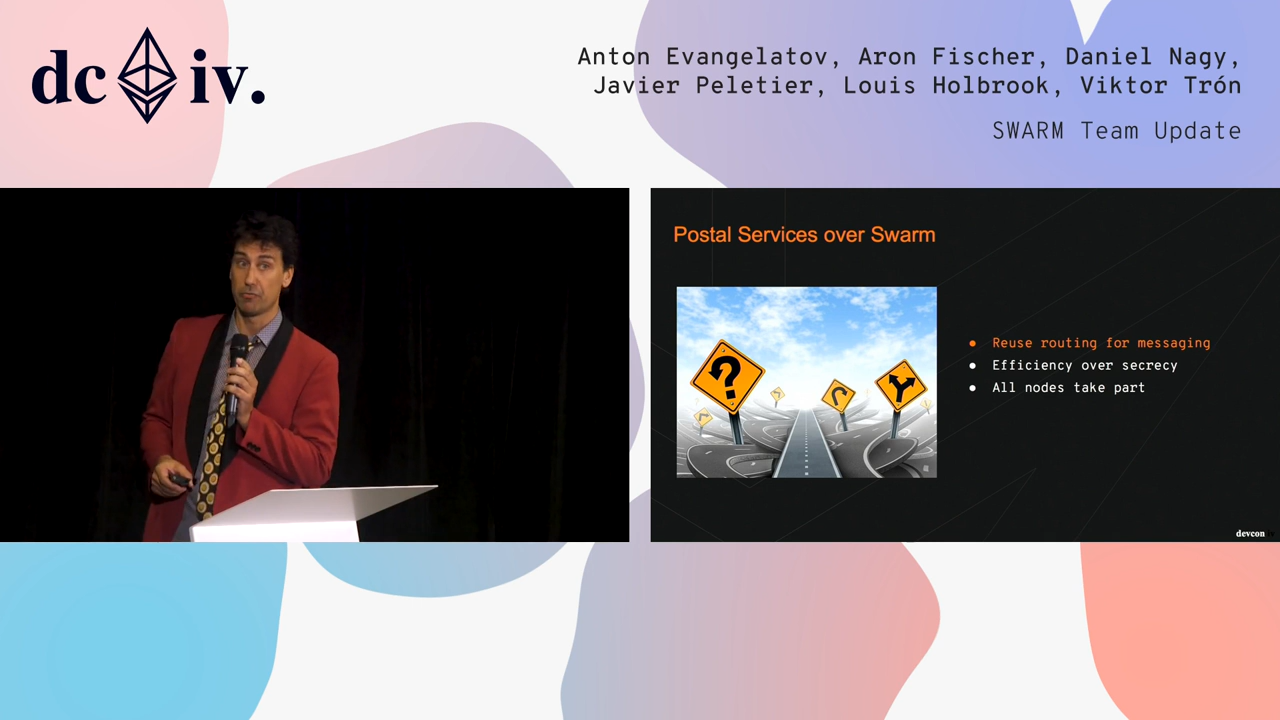 dc iv.
Anton Evangelatov, Aron Fischer, Daniel Nagy,
Javier Peletier, Louis Holbrook, Viktor Trón
SWARM Team Update
Postal Services over Swarm
?
• Reuse routing for messaging
• Efficiency over secrecy
• All nodes take part
devcon